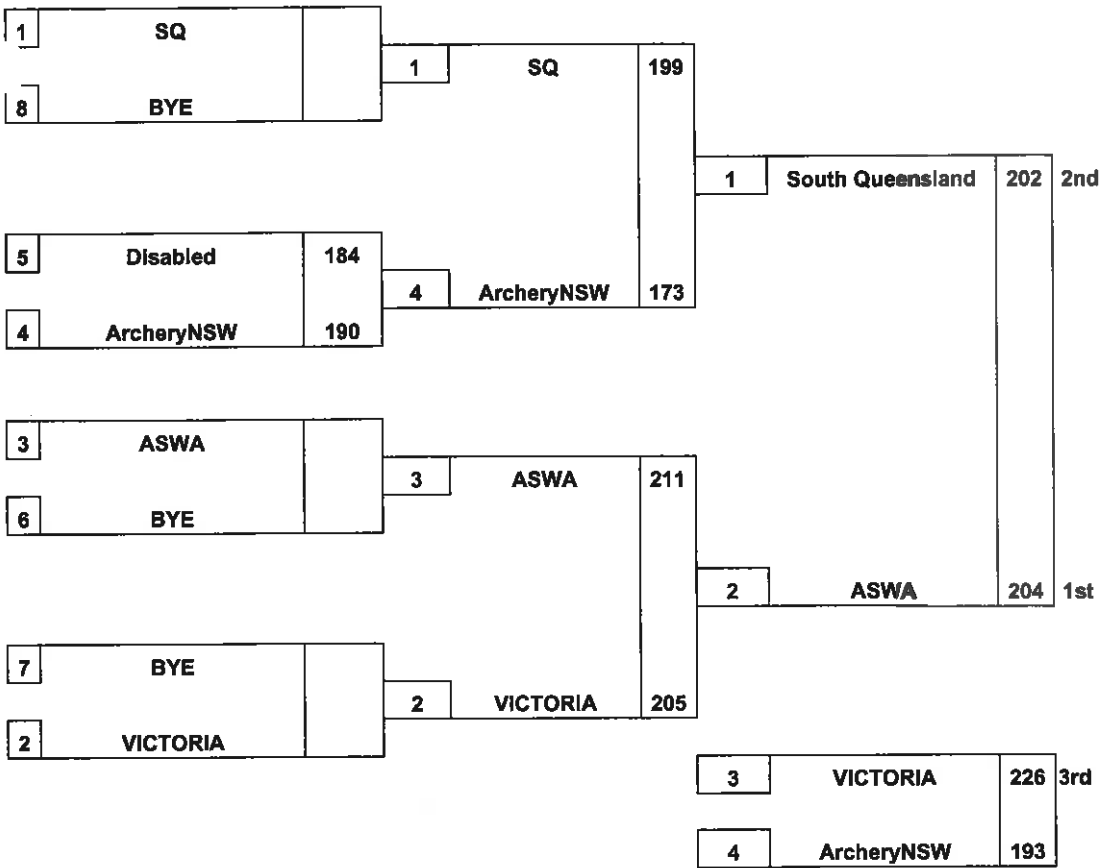 1 SQ
8 BYE
1 SQ 199
5 Disabled 184
4 ArcheryNSW 190
4 ArcheryNSW 173
3 ASWA
6 BYE
3 ASWA 211
7 BYE
2 VICTORIA
2 VICTORIA 205
1 South Queensland 202 2nd
2 ASWA 204 1st
3 VICTORIA 226 3rd
4 ArcheryNSW 193